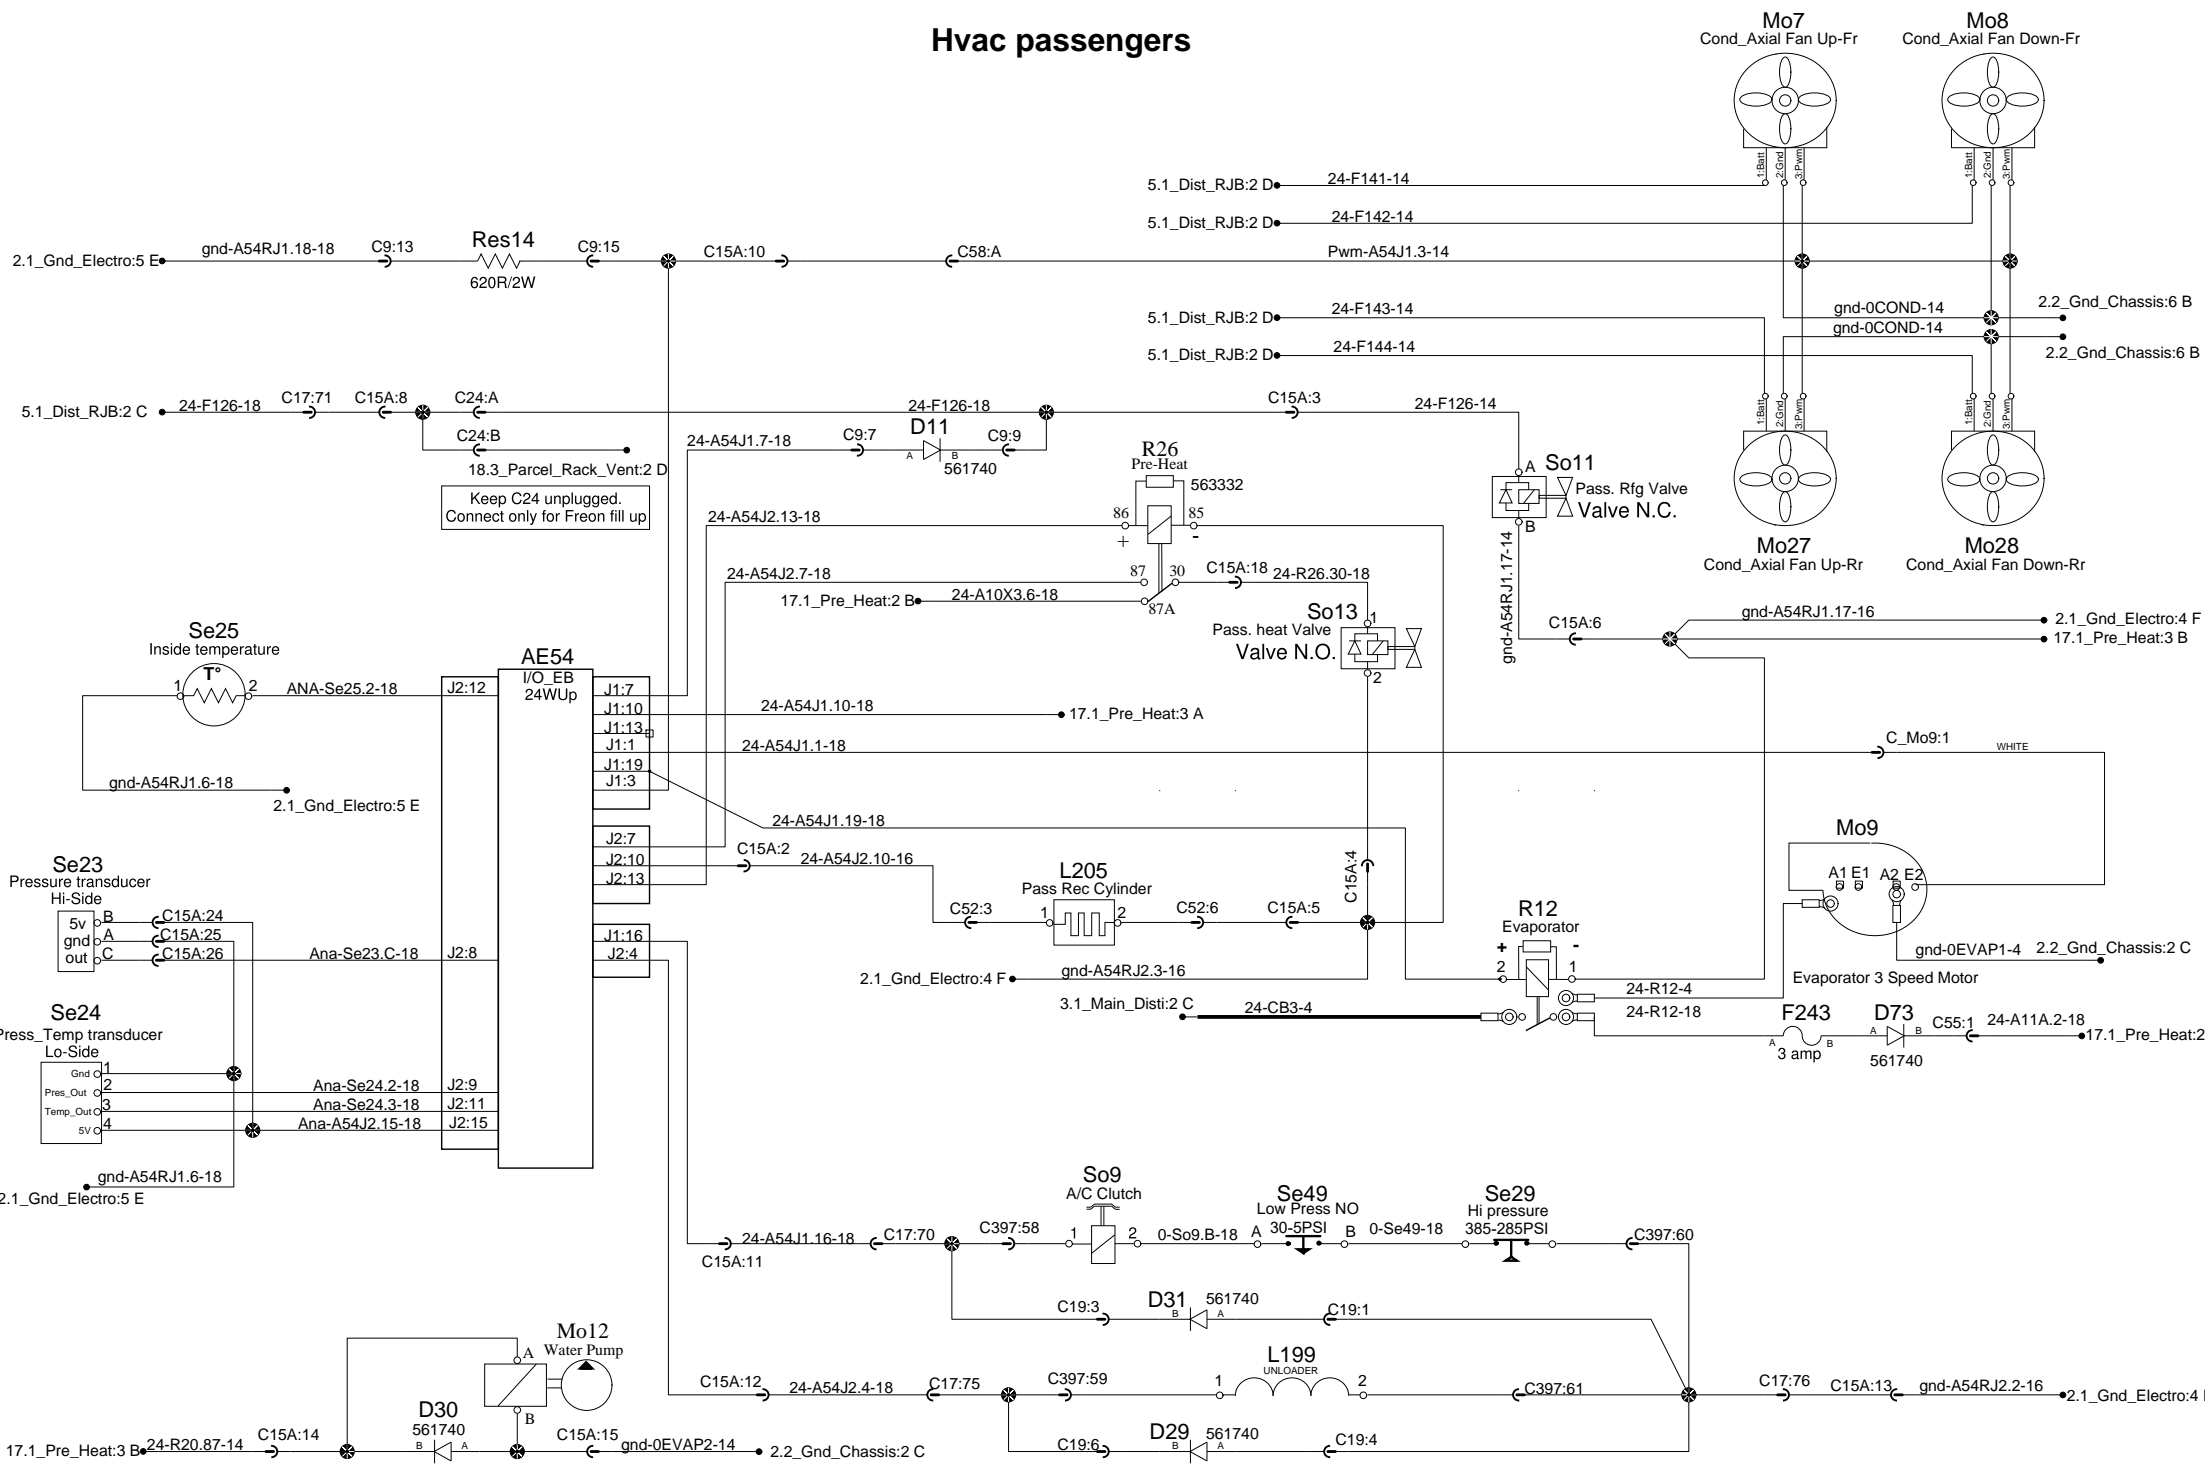 Hvac passengers
Mo7
Cond_Axial Fan Up-Fr
Mo8
Cond_Axial Fan Down-Fr
1:Batt
2:Gnd
3:Pwm
1:Batt
2:Gnd
3:Pwm
5.1_Dist_RJB:2 D
24-F141-14
5.1_Dist_RJB:2 D
24-F142-14
2.1_Gnd_Electro:5 E
gnd-A54RJ1.18-18
C9:13
Res14
620R/2W
C9:15
C15A:10
C58:A
Pwm-A54J1.3-14
5.1_Dist_RJB:2 D
24-F143-14
gnd-0COND-14
2.2_Gnd_Chassis:6 B
gnd-0COND-14
5.1_Dist_RJB:2 D
24-F144-14
2.2_Gnd_Chassis:6 B
5.1_Dist_RJB:2 C
24-F126-18
C17:71
C15A:8
C24:A
24-F126-18
C15A:3
24-F126-14
C24:B
18.3_Parcel_Rack_Vent:2 D
Keep C24 unplugged.
Connect only for Freon fill up
24-A54J1.7-18
C9:7
D11
A
B
561740
C9:9
1:Batt
2:Gnd
3:Pwm
1:Batt
2:Gnd
3:Pwm
R26
Pre-Heat
563332
86
+
85
-
24-A54J2.13-18
A
So11
Pass. Rfg Valve
Valve N.C.
B
gnd-A54RJ1.17-14
Mo27
Cond_Axial Fan Up-Rr
Mo28
Cond_Axial Fan Down-Rr
24-A54J2.7-18
87
30
87A
C15A:18
24-R26.30-18
17.1_Pre_Heat:2 B
24-A10X3.6-18
So13
1
Pass. heat Valve
Valve N.O.
2
C15A:6
gnd-A54RJ1.17-16
2.1_Gnd_Electro:4 F
17.1_Pre_Heat:3 B
Se25
Inside temperature
T°
1
2
ANA-Se25.2-18
J2:12
AE54
I/O_EB
24WUp
J1:7
J1:10
J1:13
J1:1
J1:19
J1:3
24-A54J1.10-18
17.1_Pre_Heat:3 A
24-A54J1.1-18
C_Mo9:1
WHITE
gnd-A54RJ1.6-18
2.1_Gnd_Electro:5 E
24-A54J1.19-18
J2:7
J2:10
J2:13
C15A:2
24-A54J2.10-16
Mo9
A1 E1
A2 E2
Se23
Pressure transducer
Hi-Side
5v
gnd
out
B
A
C
C15A:24
C15A:25
C15A:26
Ana-Se23.C-18
J2:8
J1:16
J2:4
C52:3
L205
Pass Rec Cylinder
1
2
C52:6
C15A:5
C15A:4
2.1_Gnd_Electro:4 F
gnd-A54RJ2.3-16
R12
Evaporator
+
-
2
1
gnd-0EVAP1-4
2.2_Gnd_Chassis:2 C
Evaporator 3 Speed Motor
3.1_Main_Disti:2 C
24-CB3-4
24-R12-4
24-R12-18
F243
A
B
3 amp
D73
A
B
561740
C55:1
24-A11A.2-18
17.1_Pre_Heat:2
Se24
Press_Temp transducer
Lo-Side
Gnd
Pres_Out
Temp_Out
5V
1
2
3
4
Ana-Se24.2-18
Ana-Se24.3-18
Ana-A54J2.15-18
J2:9
J2:11
J2:15
gnd-A54RJ1.6-18
2.1_Gnd_Electro:5 E
C15A:11
24-A54J1.16-18
C17:70
C397:58
So9
A/C Clutch
1
2
0-So9.B-18
Se49
Low Press NO
30-5PSI
A
B
0-Se49-18
Se29
Hi pressure
385-285PSI
C397:60
C19:3
D31
B
A
561740
C19:1
C15A:12
24-A54J2.4-18
C17:75
C397:59
L199
UNLOADER
1
2
C397:61
C17:76
C15A:13
gnd-A54RJ2.2-16
2.1_Gnd_Electro:4
C19:6
D29
B
A
561740
C19:4
Mo12
Water Pump
A
B
17.1_Pre_Heat:3 B
24-R20.87-14
C15A:14
D30
561740
B
A
C15A:15
gnd-0EVAP2-14
2.2_Gnd_Chassis:2 C